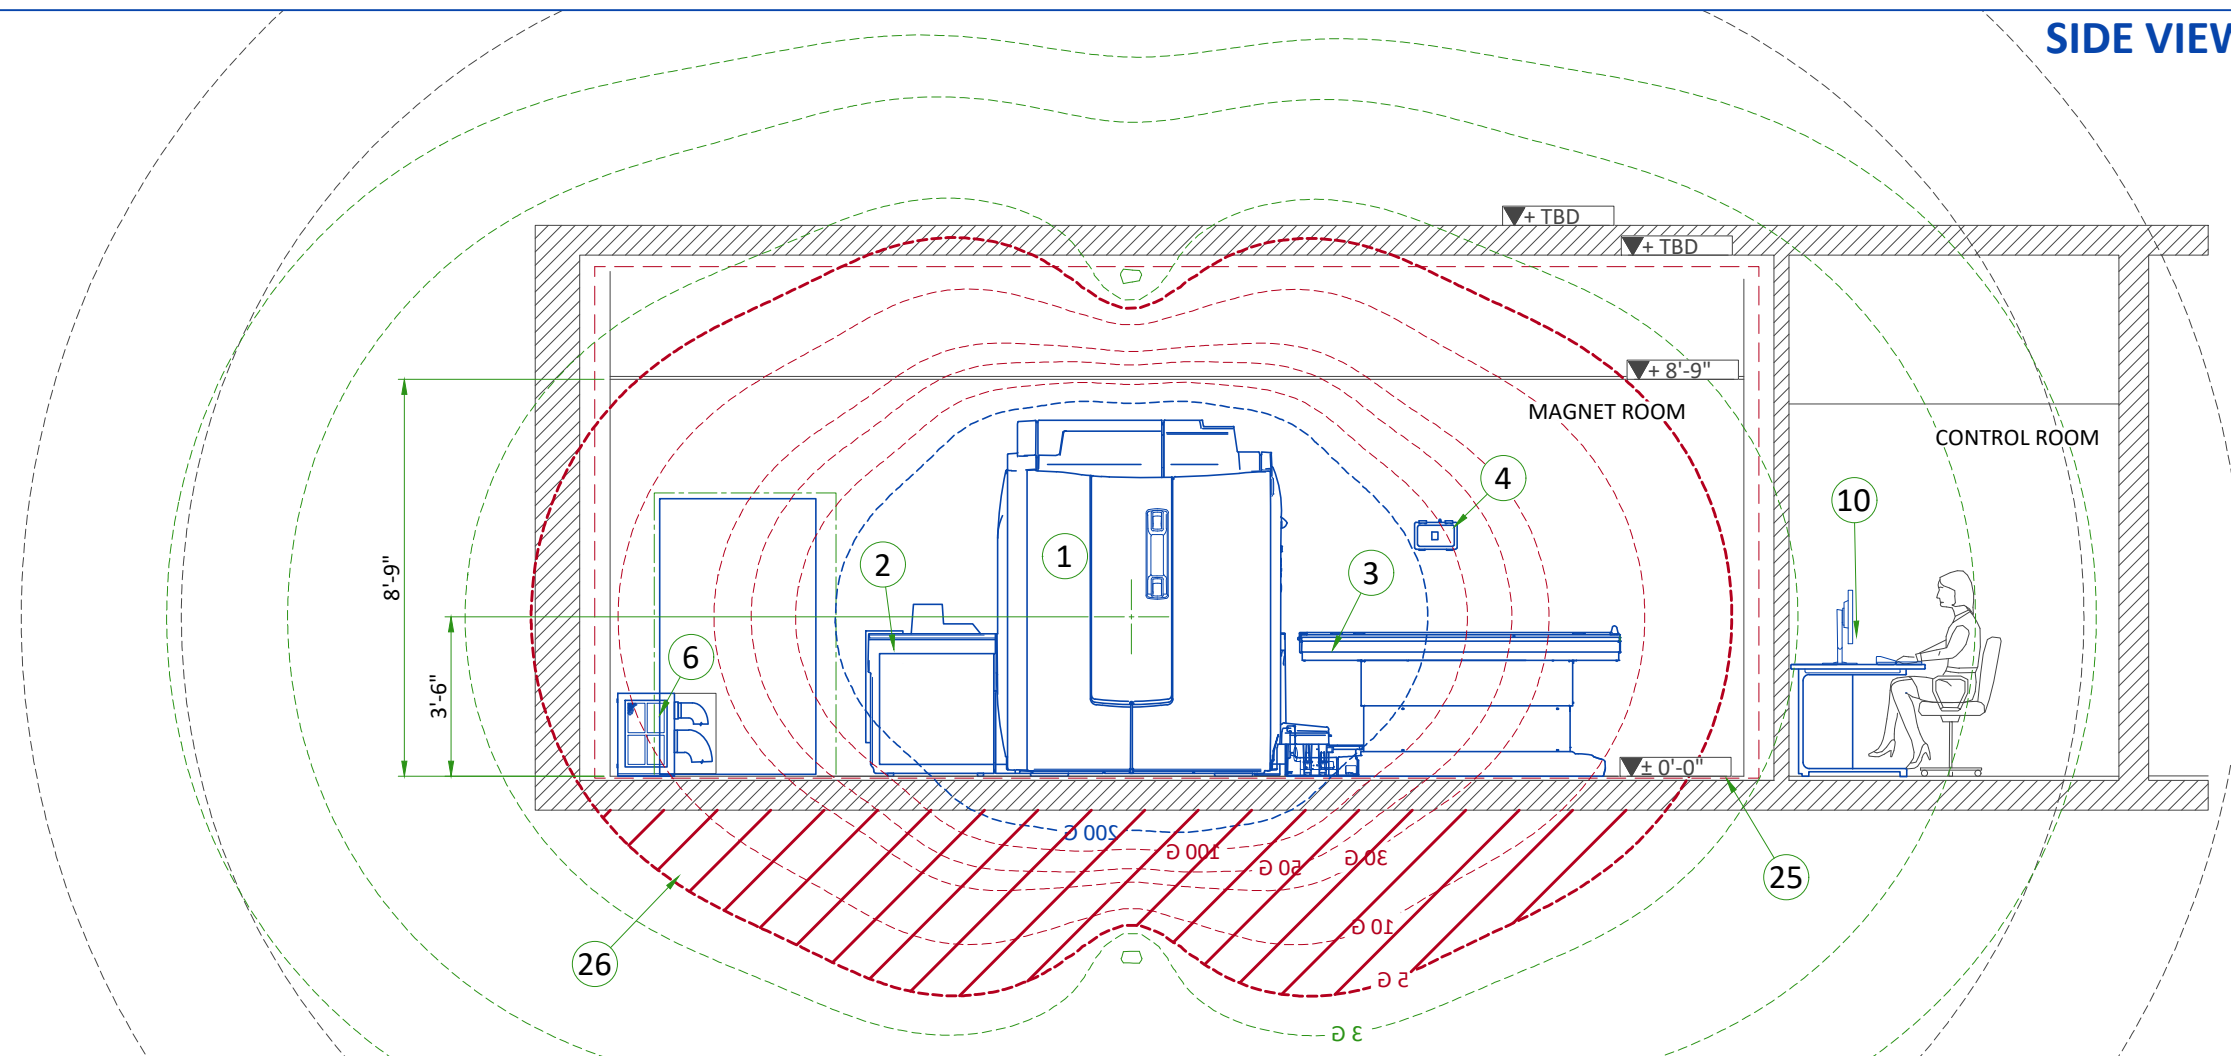 SIDE VIEW
+ TBD
+ TBD
+ 8'-9"
MAGNET ROOM
CONTROL ROOM
4
10
1
2
3
8'-9"
6
3'-6"
± 0'-0"
200 G
100 G
50 G
30 G
25
10 G
26
5 G
3 G